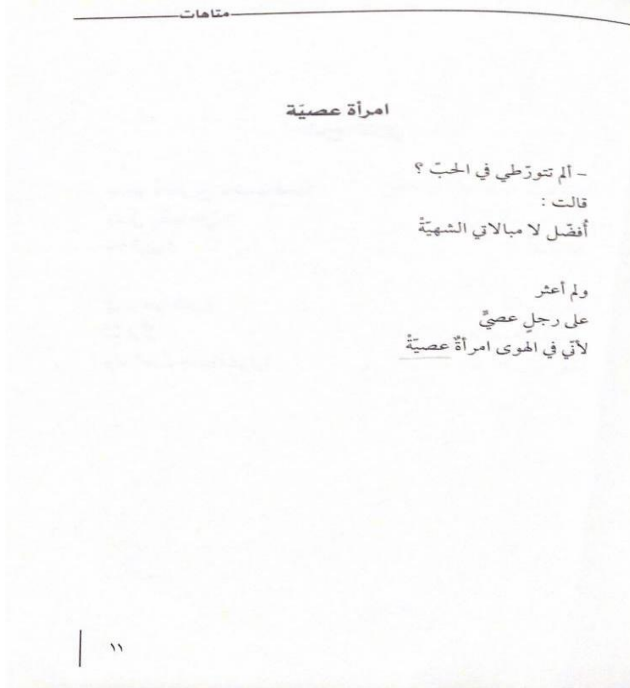 متاهات
امرأة عصيّة
- ألم تتورّطي في الحبّ ؟
قالت :
أُفضّل لا مبالاتي الشهيّةْ
ولم أعثر
على رجلٍ عصيٍّ
لأنّي في الهوى امرأةٌ عصيّةْ
١١